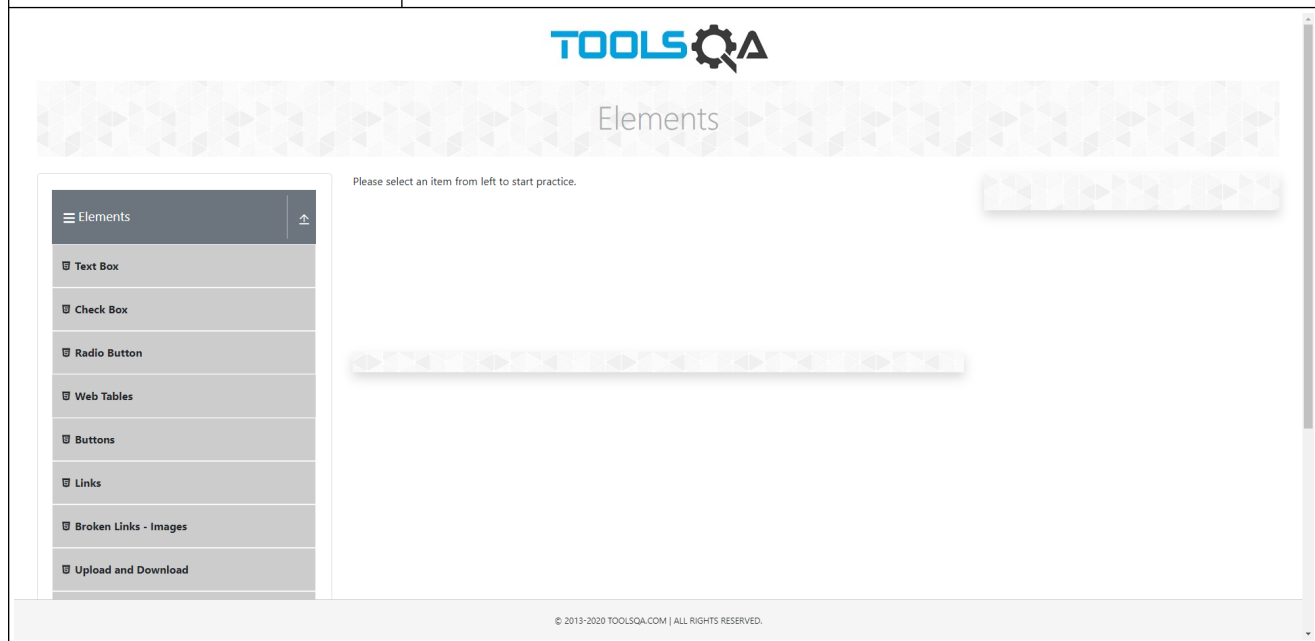 TOOLSQA
Elements
Please select an item from left to start practice.
Elements
Text Box
Check Box
Radio Button
Web Tables
Buttons
Links
Broken Links - Images
Upload and Download
© 2013-2020 TOOLSQA.COM | ALL RIGHTS RESERVED.